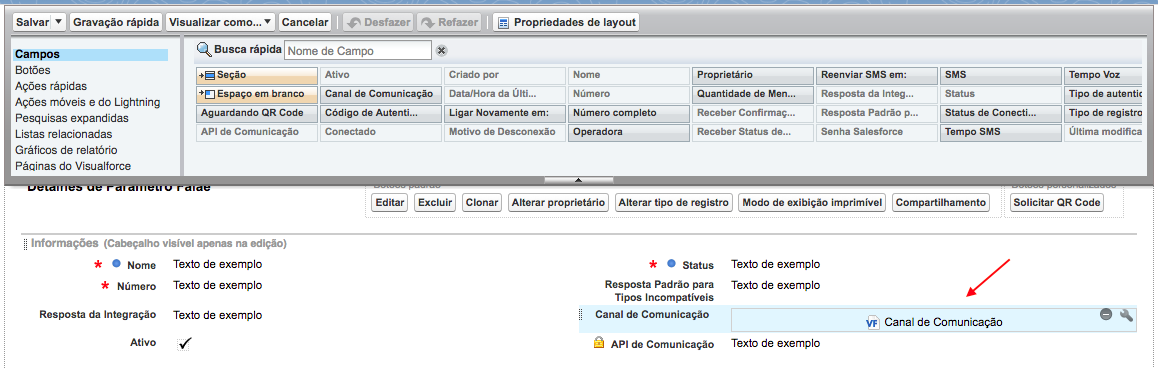 Salvar Gravação rápida Visualizar como... Cancelar Desfazer Refazer Propriedades de layout
Campos
Botões
Ações rápidas
Ações móveis e do Lightning
Pesquisas expandidas
Listas relacionadas
Gráficos de relatório
Páginas do Visualforce
Busca rápida Nome de Campo
Seção Ativo Criado por Nome Proprietário Reenviar SMS em: SMS Tempo Voz
Espaço em branco Canal de Comunicação Data/Hora da Últi... Número Quantidade de Men... Resposta da Integ... Status Tipo de autentic
Aguardando QR Code Código de Autenti... Ligar Novamente em: Número completo Receber Confirmaç... Resposta Padrão p... Status de Conecti... Tipo de registro
API de Comunicação Conectado Motivo de Desconexão Operadora Receber Status de... Senha Salesforce Tempo SMS Última modifica
Detalhes de Parâmetro Falaê Botões padrão Botões personalizados
Editar Excluir Clonar Alterar proprietário Alterar tipo de registro Modo de exibição imprimível Compartilhamento Solicitar QR Code
Informações (Cabeçalho visível apenas na edição)
* Nome Texto de exemplo * Status Texto de exemplo
* Número Texto de exemplo Resposta Padrão para Texto de exemplo
Tipos Incompatíveis
Resposta da Integração Texto de exemplo Canal de Comunicação VF Canal de Comunicação
Ativo API de Comunicação Texto de exemplo